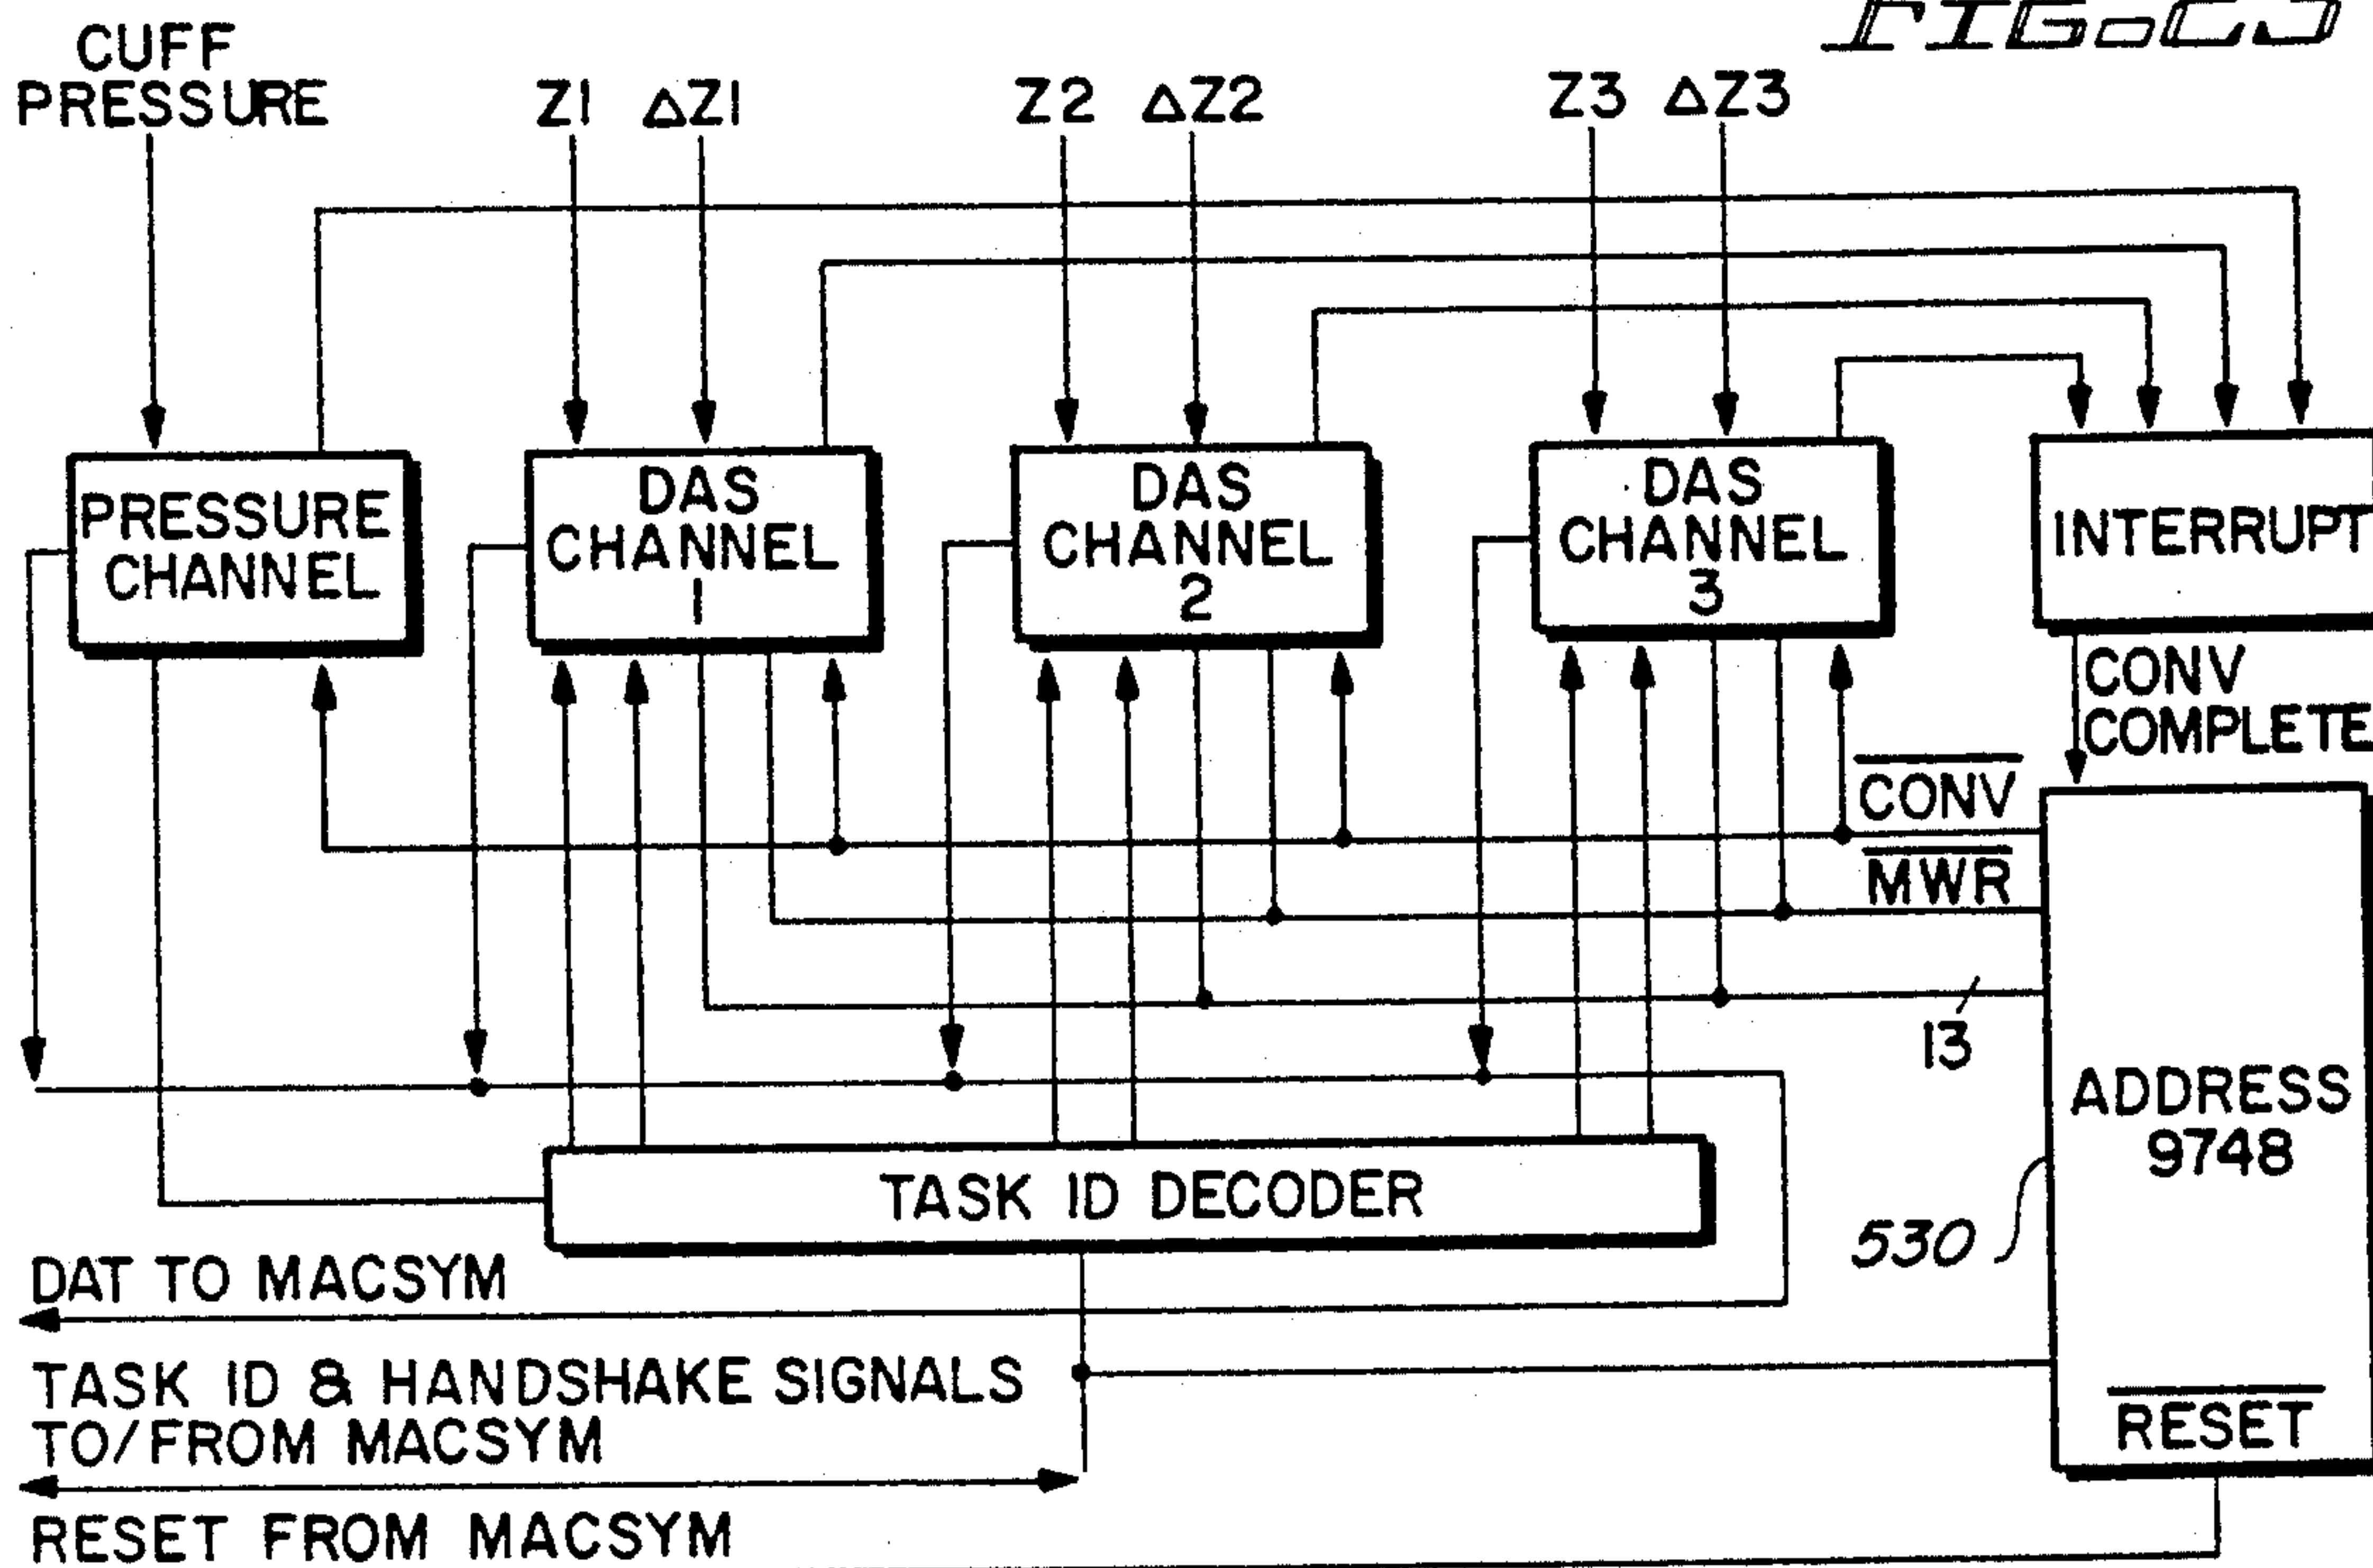 CUFF
PRESSURE
Z1 ΔZ1
Z2 ΔZ2
Z3 ΔZ3
PRESSURE
CHANNEL
DAS
CHANNEL
1
DAS
CHANNEL
2
DAS
CHANNEL
3
INTERRUPT
CONV
COMPLETE
CONV
MWR
13
ADDRESS
9748
530
TASK ID DECODER
DAT TO MACSYM
TASK ID & HANDSHAKE SIGNALS
TO/FROM MACSYM
RESET
RESET FROM MACSYM